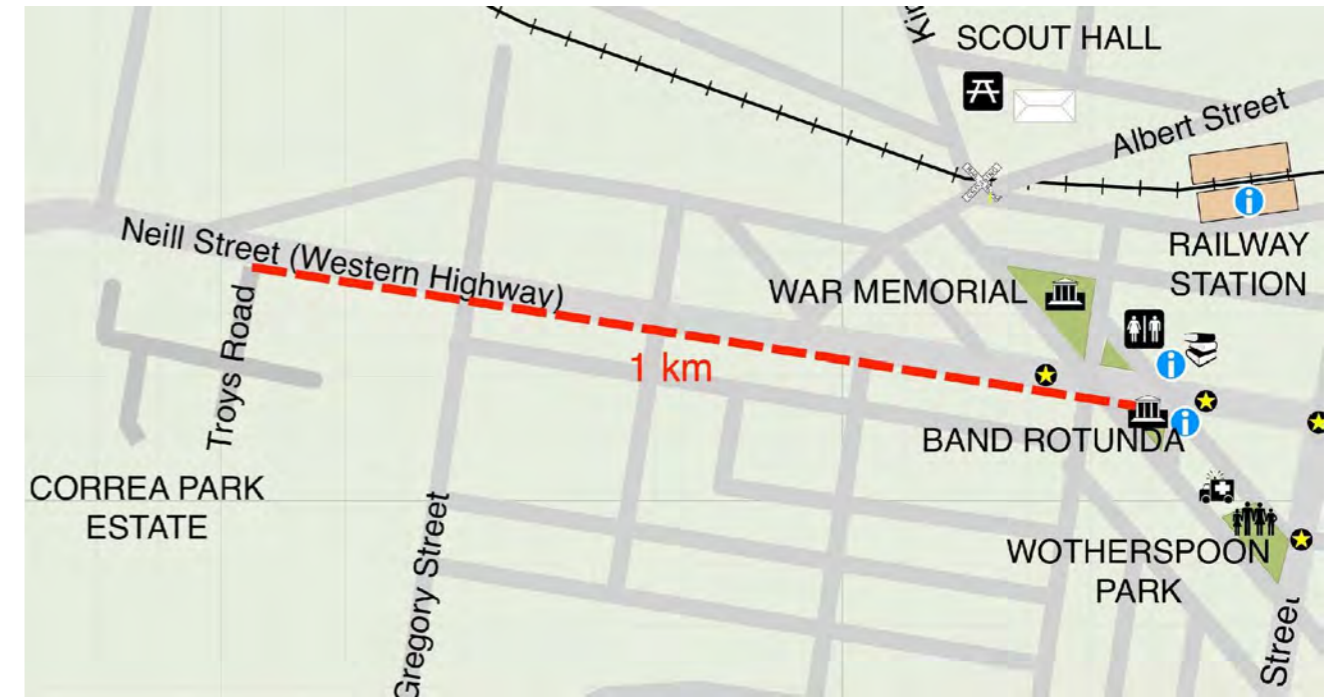 SCOUT HALL
Albert Street
RAILWAY
STATION
Neill Street (Western Highway)
WAR MEMORIAL
Troys Road
1 km
BAND ROTUNDA
CORREA PARK
ESTATE
Gregory Street
WOTHERSPOON
PARK
Street